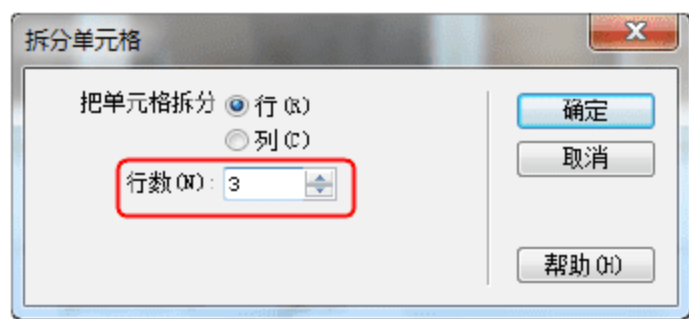 拆分单元格
把单元格拆分 行(R)
列(C)
行数(N): 3
确定
取消
帮助(H)